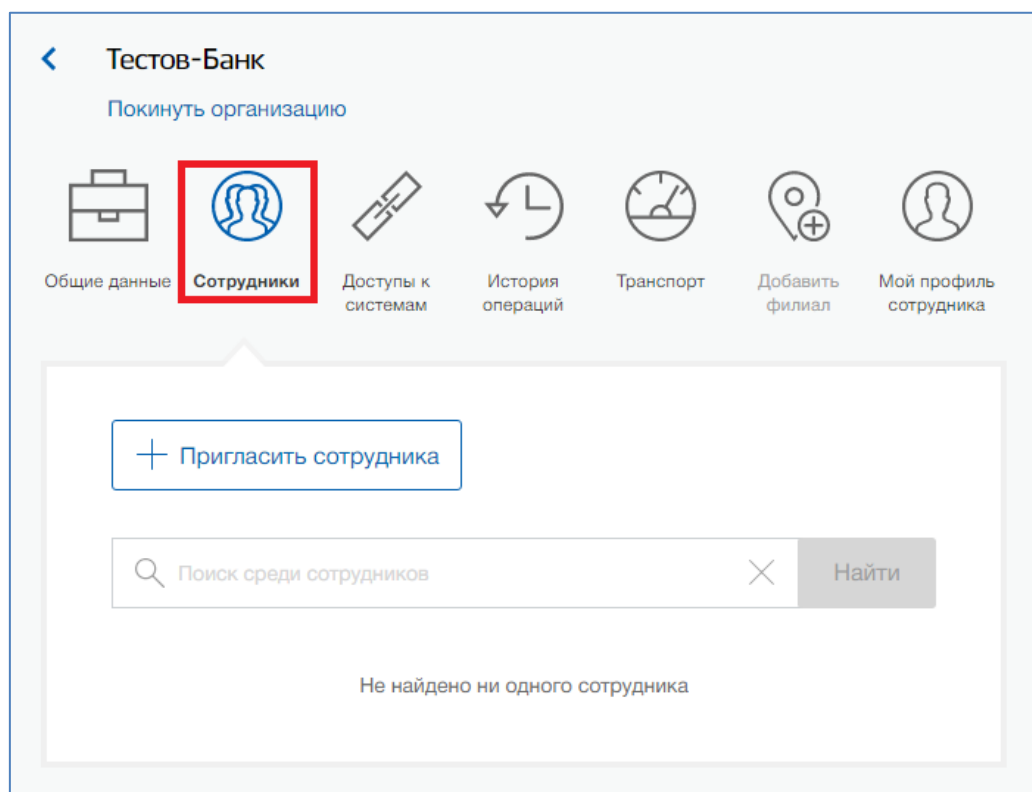 Тестов-Банк
Покинуть организацию
Общие данные
Сотрудники
Доступы к
системам
История
операций
Транспорт
Добавить
филиал
Мой профиль
сотрудника
Пригласить сотрудника
Поиск среди сотрудников
Найти
Не найдено ни одного сотрудника